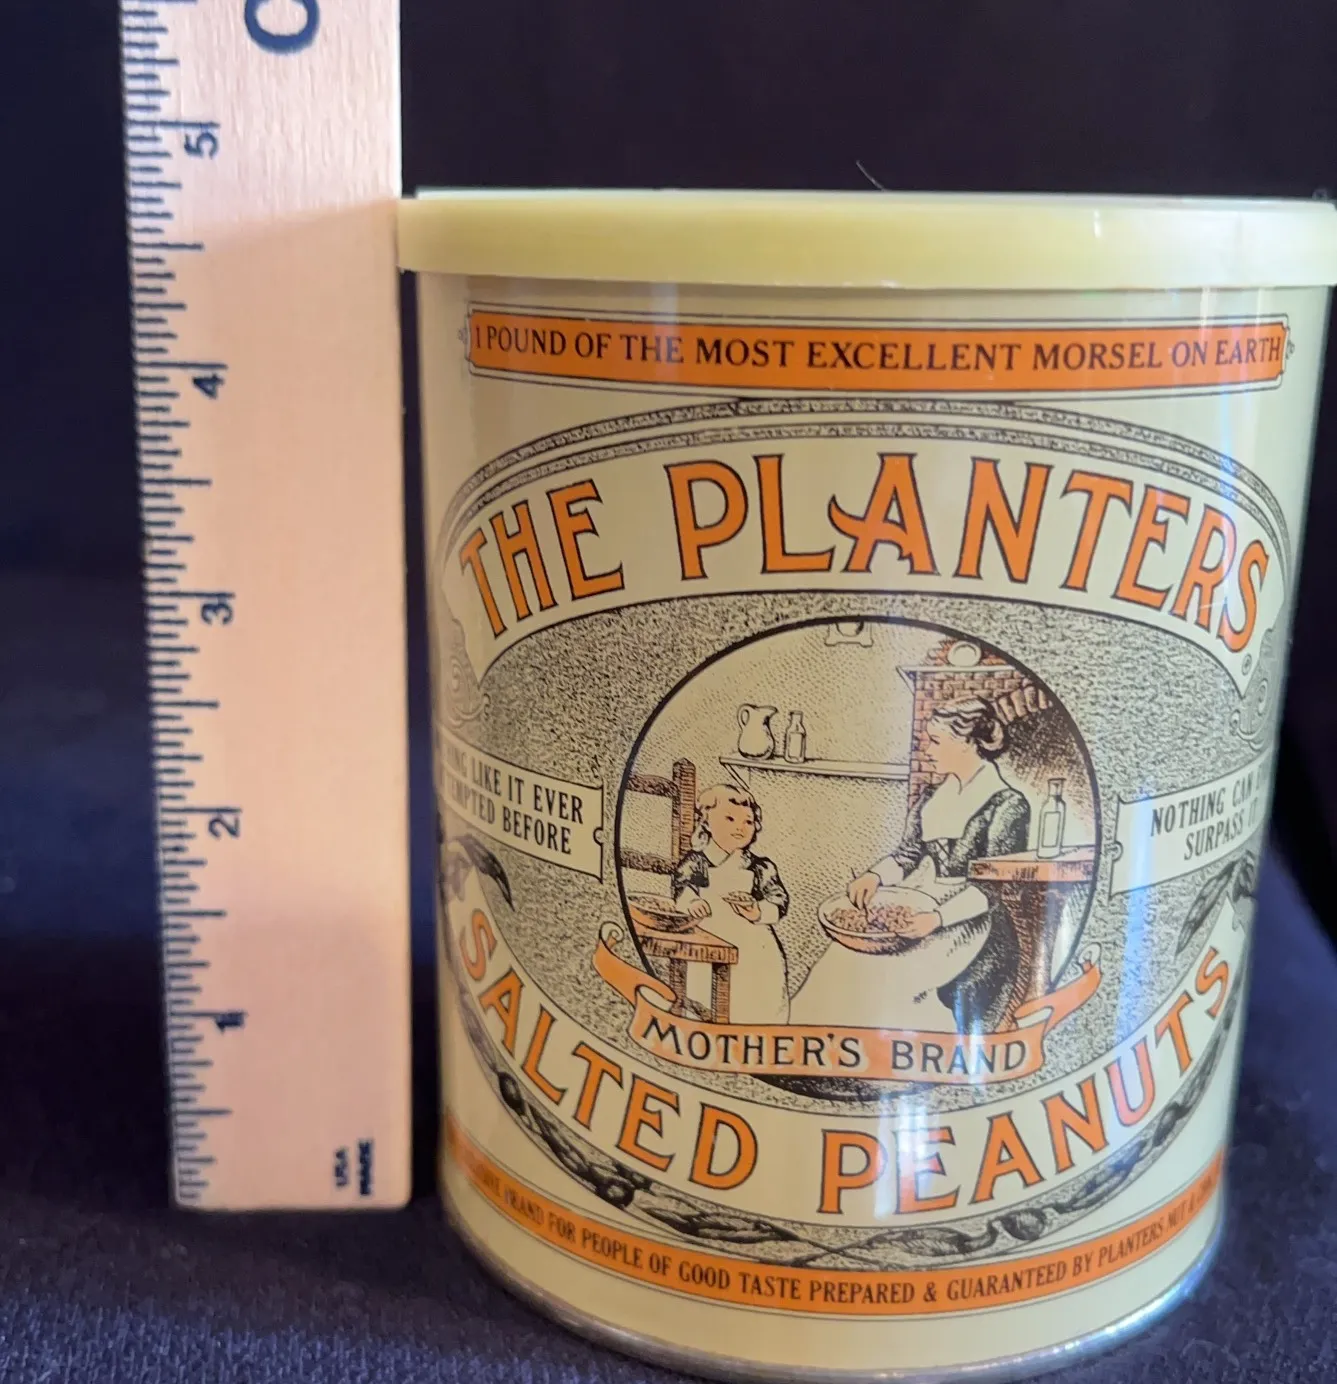 C
5
4
3
2
1
USA
MADE
1 POUND OF THE MOST EXCELLENT MORSEL ON EARTH
THE PLANTERS
LIKE IT EVER
BEFORE
NOTHING CAN
SURPASS IT
MOTHER'S BRAND
SALTED PEANUTS
BRAND FOR PEOPLE OF GOOD TASTE PREPARED & GUARANTEED BY PLANTERS NUT &